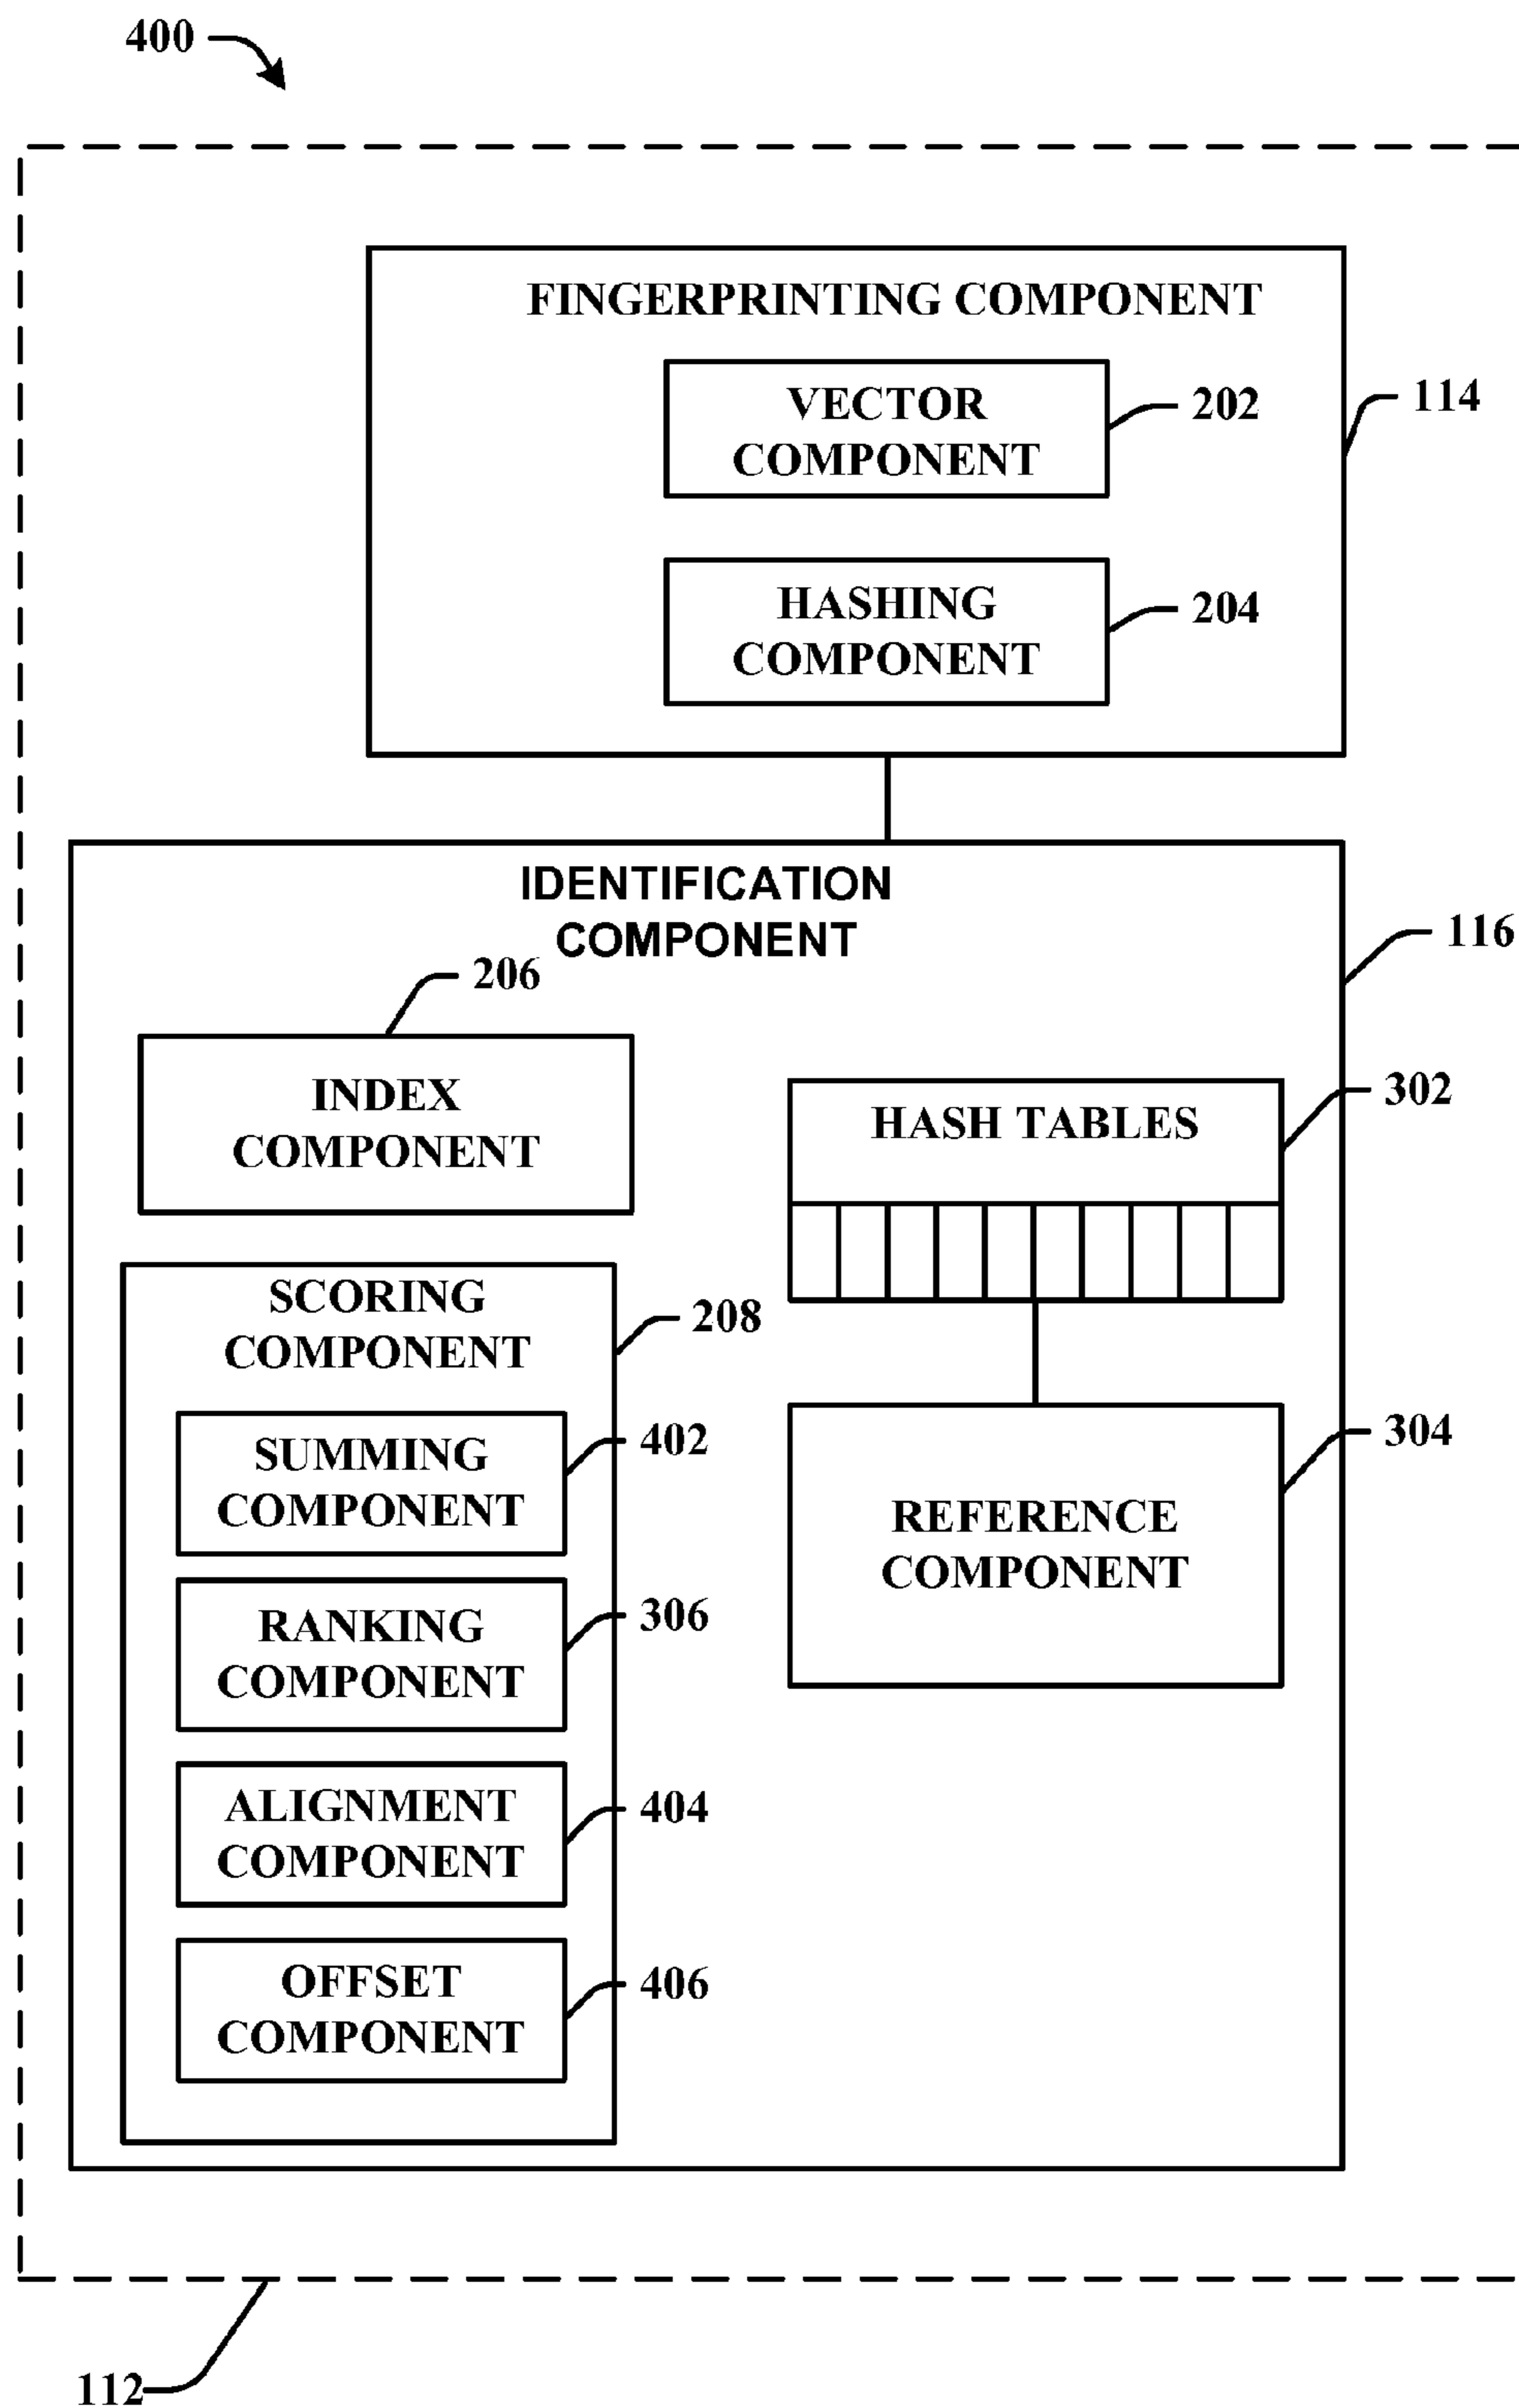 400
FINGERPRINTING COMPONENT
VECTOR
COMPONENT
202
114
HASHING
COMPONENT
204
IDENTIFICATION
COMPONENT
116
206
INDEX
COMPONENT
HASH TABLES
302
SCORING
COMPONENT
208
SUMMING
COMPONENT
402
REFERENCE
COMPONENT
304
RANKING
COMPONENT
306
ALIGNMENT
COMPONENT
404
OFFSET
COMPONENT
406
112